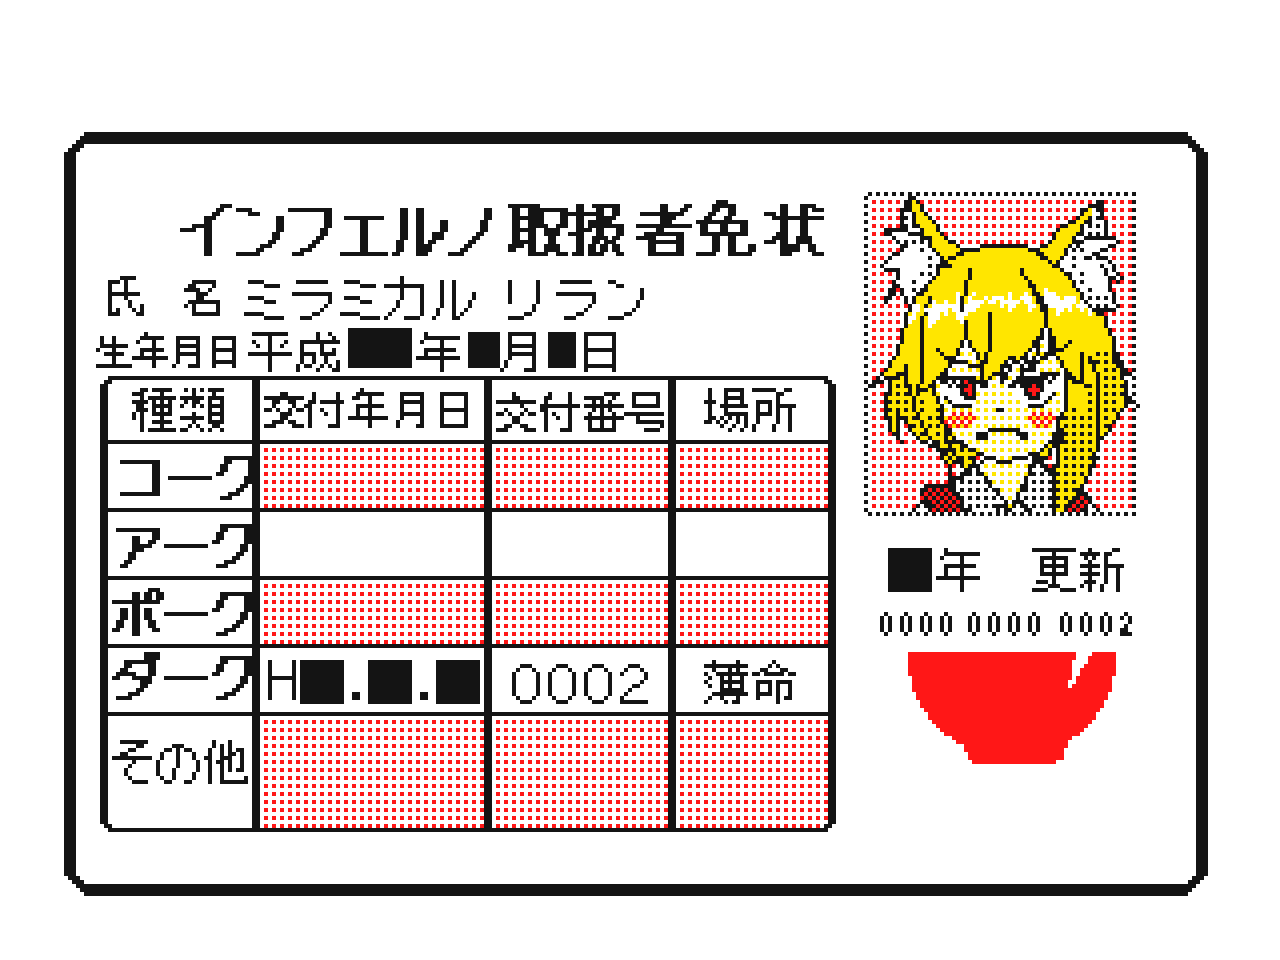 インフェルノ取扱者免状
氏 名 ミラミカル リラン
生年月日 平成■■年■月■日
種類 交付年月日 交付番号 場所
コーク
アーク
ポーク
ダーク H■.■.■ 0002 薄命
その他
■年 更新
0000 0000 0002